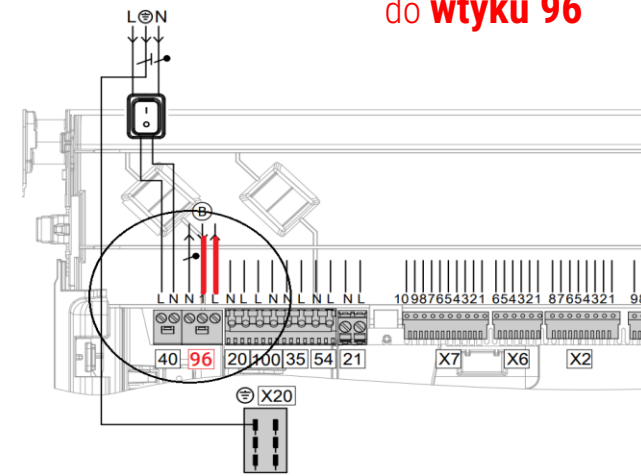 do wtyku 96
L N
B
L N N 1 L N L L N N L N L N L 10 9 8 7 6 5 4 3 2 1 6 5 4 3 2 1 8 7 6 5 4 3 2 1 98
40 96 20 100 35 54 21 X7 X6 X2
X20